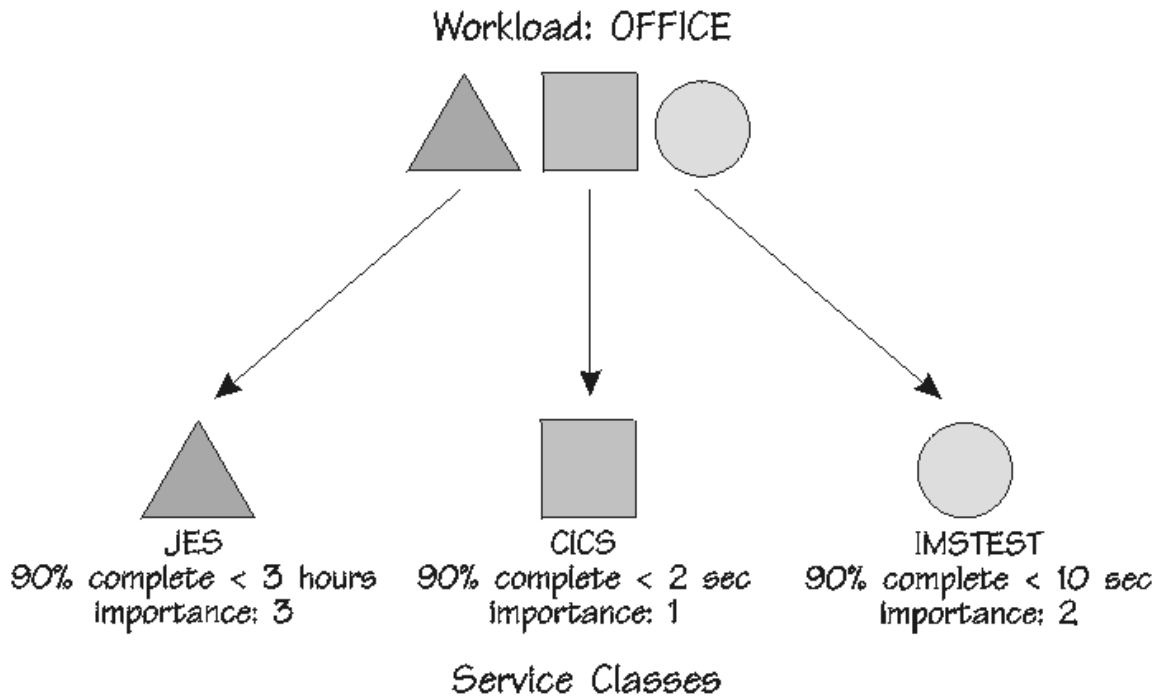 Workload: OFFICE
JES
90% complete < 3 hours
importance: 3
CICS
90% complete < 2 sec
importance: 1
IMSTEST
90% complete < 10 sec
importance: 2
Service Classes